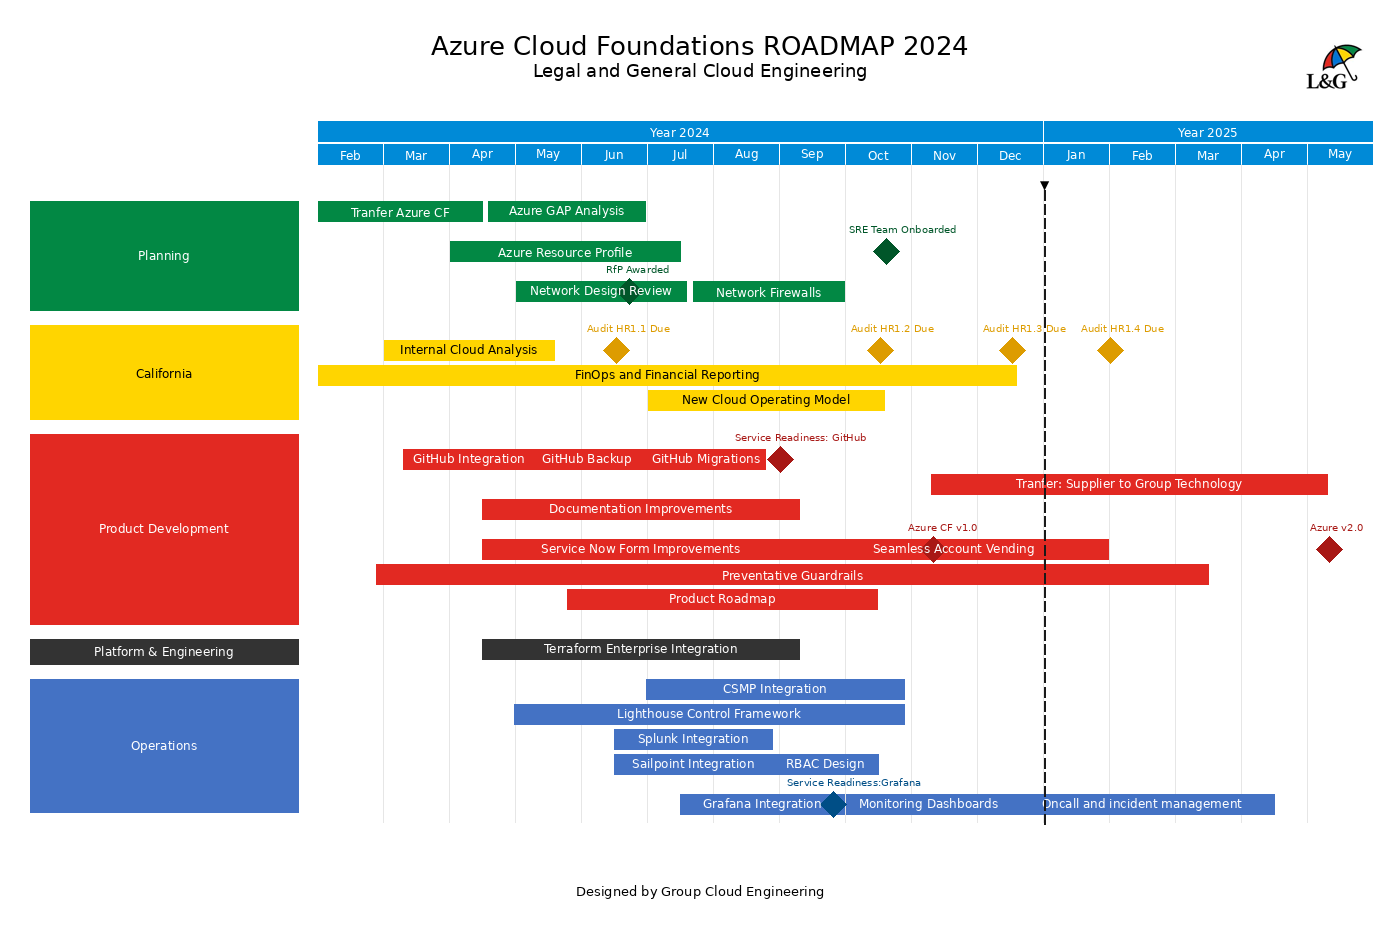 Azure Cloud Foundations ROADMAP 2024
Legal and General Cloud Engineering
L&G
Year 2024 Year 2025
Feb Mar Apr May Jun Jul Aug Sep Oct Nov Dec Jan Feb Mar Apr May
Planning
Tranfer Azure CF Azure GAP Analysis
SRE Team Onboarded
Azure Resource Profile
RfP Awarded
Network Design Review Network Firewalls
California
Audit HR1.1 Due Audit HR1.2 Due Audit HR1.3 Due Audit HR1.4 Due
Internal Cloud Analysis
FinOps and Financial Reporting
New Cloud Operating Model
Product Development
Service Readiness: GitHub
GitHub Integration GitHub Backup GitHub Migrations
Tranfer: Supplier to Group Technology
Documentation Improvements
Azure CF v1.0 Azure v2.0
Service Now Form Improvements Seamless Account Vending
Preventative Guardrails
Product Roadmap
Platform & Engineering
Terraform Enterprise Integration
Operations
CSMP Integration
Lighthouse Control Framework
Splunk Integration
Sailpoint Integration RBAC Design
Service Readiness:Grafana
Grafana Integration Monitoring Dashboards Oncall and incident management
Designed by Group Cloud Engineering